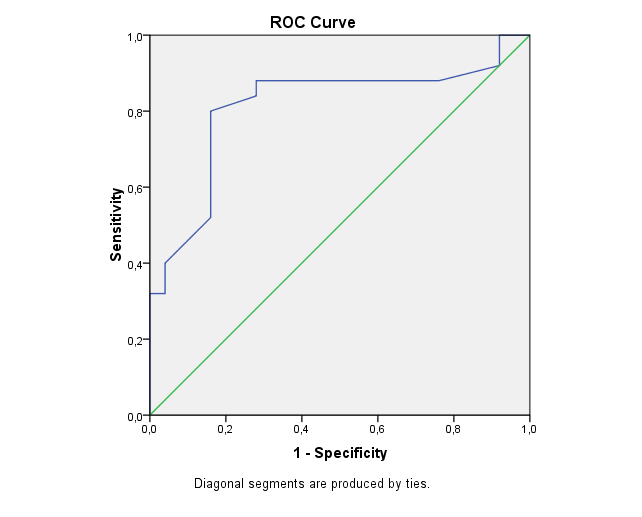 ROC Curve
1,0
0,8
0,6
0,4
0,2
0,0
Sensitivity
0,0 0,2 0,4 0,6 0,8 1,0
1 - Specificity
Diagonal segments are produced by ties.